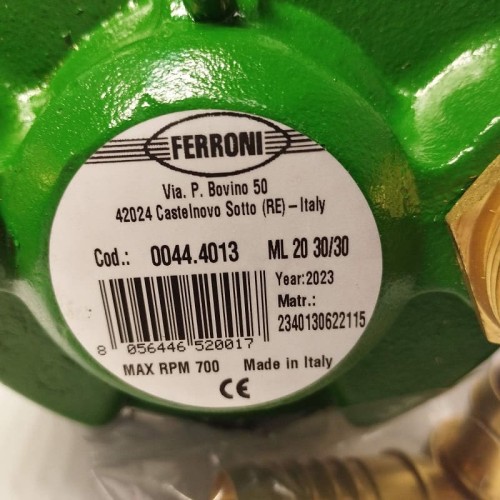 FERRONI
Via. P. Bovino 50
42024 Castelnovo Sotto (RE)-Italy
Cod.: 0044.4013 ML 20 30/30
Year:2023
Matr.:
2340130622115
8 056446 520017
MAX RPM 700 Made in Italy
CE